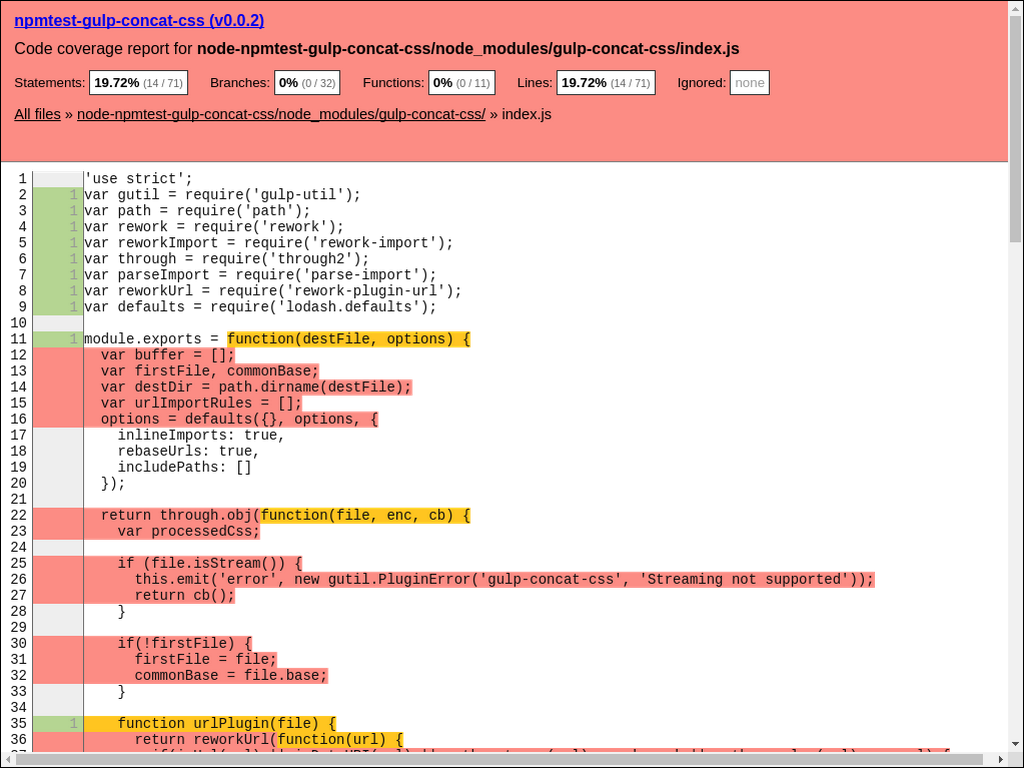 npmtest-gulp-concat-css (v0.0.2)
Code coverage report for node-npmtest-gulp-concat-css/node_modules/gulp-concat-css/index.js
Statements: 19.72% (14 / 71) Branches: 0% (0 / 32) Functions: 0% (0 / 11) Lines: 19.72% (14 / 71) Ignored: none
All files » node-npmtest-gulp-concat-css/node_modules/gulp-concat-css/ » index.js
1 'use strict';
2 1 var gutil = require('gulp-util');
3 1 var path = require('path');
4 1 var rework = require('rework');
5 1 var reworkImport = require('rework-import');
6 1 var through = require('through2');
7 1 var parseImport = require('parse-import');
8 1 var reworkUrl = require('rework-plugin-url');
9 1 var defaults = require('lodash.defaults');
10
11 1 module.exports = function(destFile, options) {
12 var buffer = [];
13 var firstFile, commonBase;
14 var destDir = path.dirname(destFile);
15 var urlImportRules = [];
16 options = defaults({}, options, {
17 inlineImports: true,
18 rebaseUrls: true,
19 includePaths: []
20 });
21
22 return through.obj(function(file, enc, cb) {
23 var processedCss;
24
25 if (file.isStream()) {
26 this.emit('error', new gutil.PluginError('gulp-concat-css', 'Streaming not supported'));
27 return cb();
28 }
29
30 if(!firstFile) {
31 firstFile = file;
32 commonBase = file.base;
33 }
34
35 1 function urlPlugin(file) {
36 return reworkUrl(function(url) {